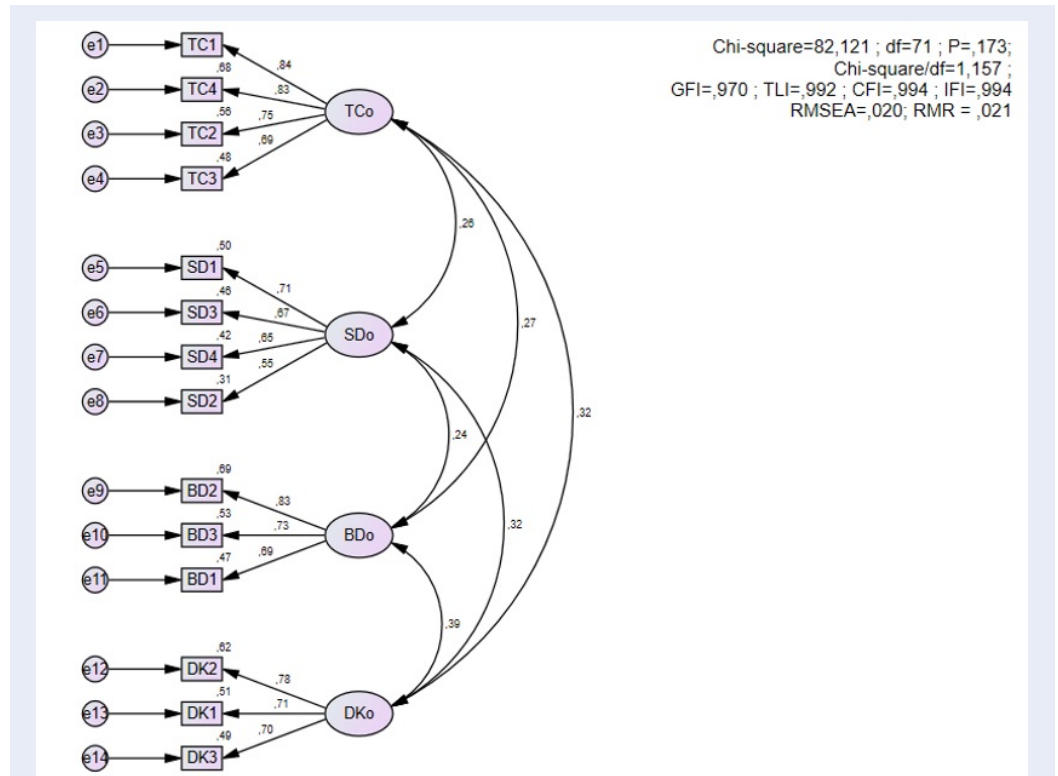 Chi-square=82,121 ; df=71 ; P=,173;
Chi-square/df=1,157 ;
GFI=,970 ; TLI=,992 ; CFI=,994 ; IFI=,994
RMSEA=,020; RMR = ,021
e1 TC1 ,84
,68
e2 TC4 ,83
,56
e3 TC2 ,75
,48
e4 TC3 ,69
TCo
,26
,27
,32
,50
e5 SD1 ,71
,46
e6 SD3 ,67
,42
e7 SD4 ,65
,31
e8 SD2 ,55
SDo
,24
,32
,69
e9 BD2 ,83
,53
e10 BD3 ,73
,47
e11 BD1 ,69
BDo
,39
,62
e12 DK2 ,78
,51
e13 DK1 ,71
,49
e14 DK3 ,70
DKo